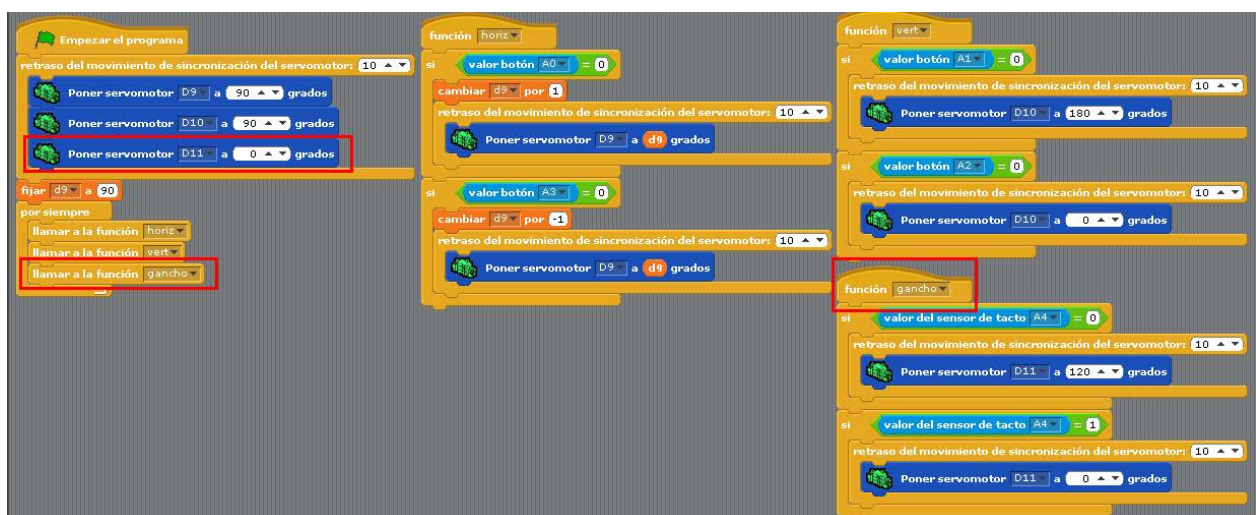 Empezar el programa
retraso del movimiento de sincronización del servomotor: 10
Poner servomotor D9 a 90 grados
Poner servomotor D10 a 90 grados
Poner servomotor D11 a 0 grados
fijar d9 a 90
por siempre
llamar a la función horiz
llamar a la función vert
llamar a la función gancho
función horiz
si valor botón A0 = 0
cambiar d9 por 1
retraso del movimiento de sincronización del servomotor: 10
Poner servomotor D9 a d9 grados
si valor botón A3 = 0
cambiar d9 por -1
retraso del movimiento de sincronización del servomotor: 10
Poner servomotor D9 a d9 grados
función vert
si valor botón A1 = 0
retraso del movimiento de sincronización del servomotor: 10
Poner servomotor D10 a 180 grados
si valor botón A2 = 0
retraso del movimiento de sincronización del servomotor: 10
Poner servomotor D10 a 0 grados
función gancho
si valor del sensor de tacto A4 = 0
retraso del movimiento de sincronización del servomotor: 10
Poner servomotor D11 a 120 grados
si valor del sensor de tacto A4 = 1
retraso del movimiento de sincronización del servomotor: 10
Poner servomotor D11 a 0 grados